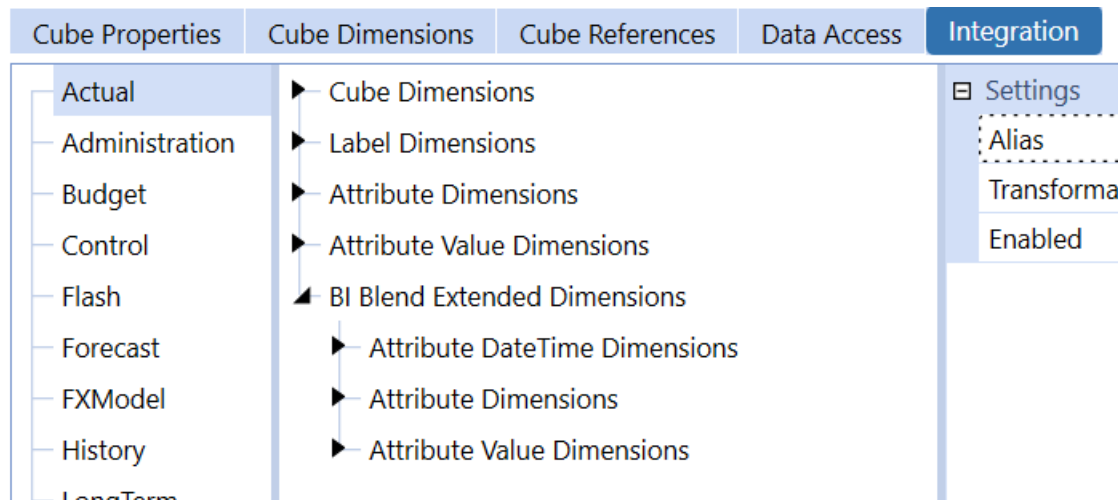 Cube Properties
Cube Dimensions
Cube References
Data Access
Integration
Actual
Administration
Budget
Control
Flash
Forecast
FXModel
History
LongTerm
Cube Dimensions
Label Dimensions
Attribute Dimensions
Attribute Value Dimensions
BI Blend Extended Dimensions
Attribute DateTime Dimensions
Attribute Dimensions
Attribute Value Dimensions
Settings
Alias
Transforma
Enabled